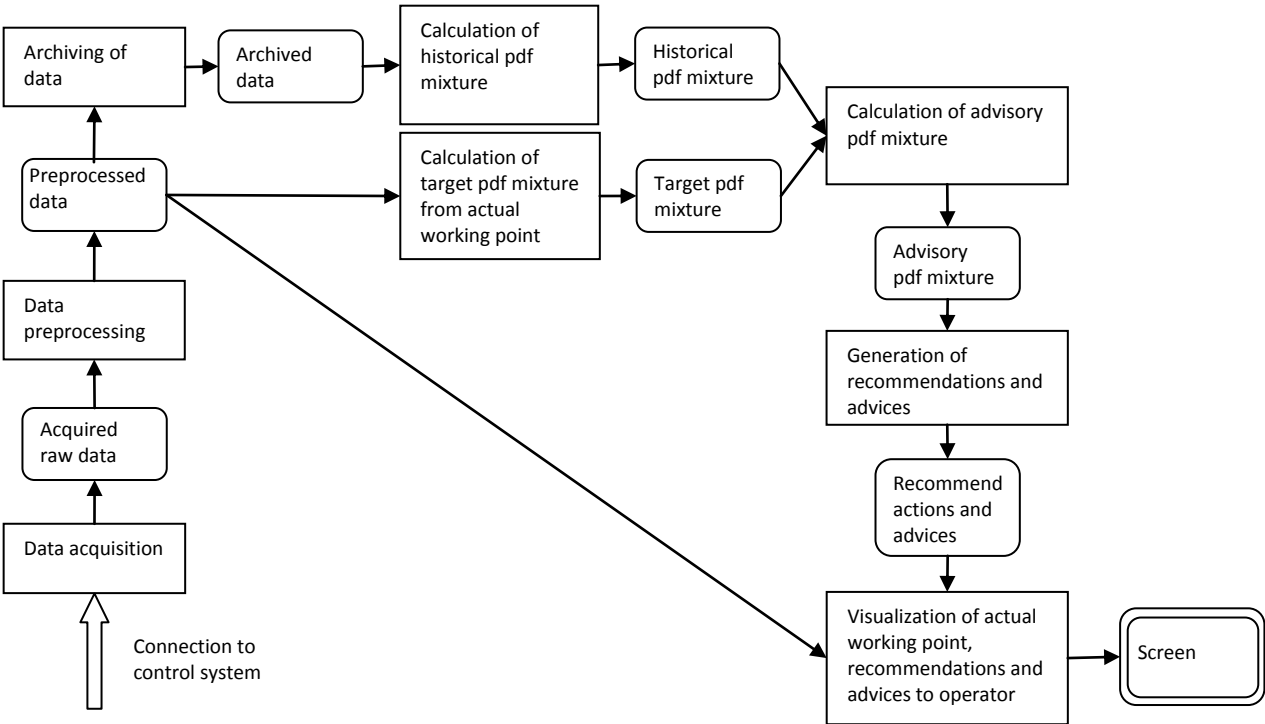 Archiving of
data
Archived
data
Calculation of
historical pdf
mixture
Historical
pdf mixture
Calculation of advisory
pdf mixture
Preprocessed
data
Calculation of
target pdf mixture
from actual
working point
Target pdf
mixture
Advisory
pdf mixture
Data
preprocessing
Generation of
recommendations and
advices
Acquired
raw data
Recommend
actions and
advices
Data acquisition
Visualization of actual
working point,
recommendations and
advices to operator
Screen
Connection to
control system